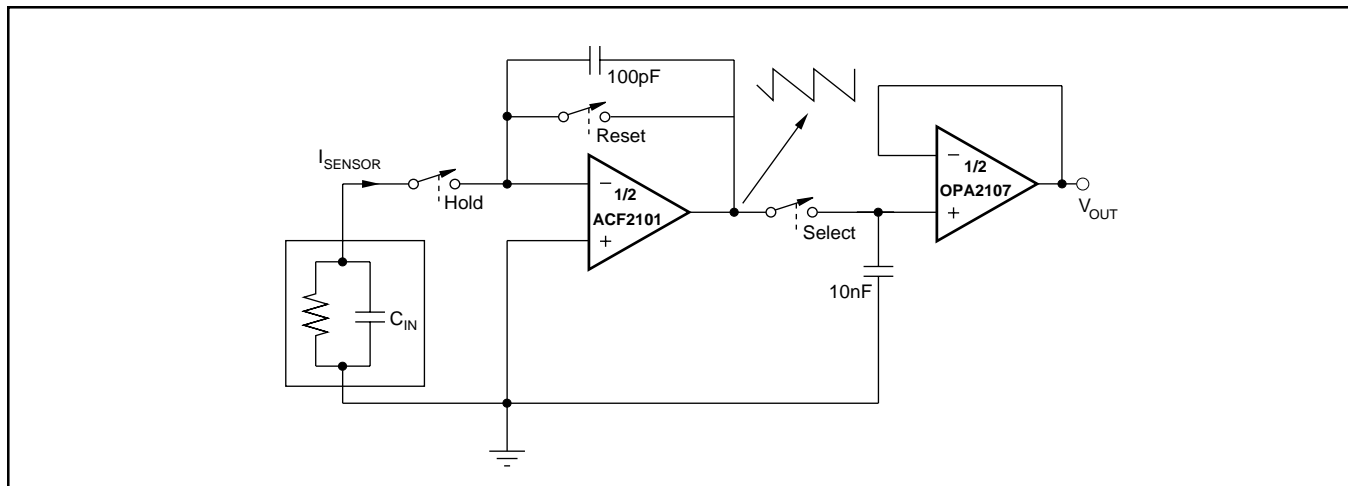 100pF
Reset
I_SENSOR
Hold
−
1/2
ACF2101
+
Select
−
1/2
OPA2107
+
V_OUT
10nF
C_IN